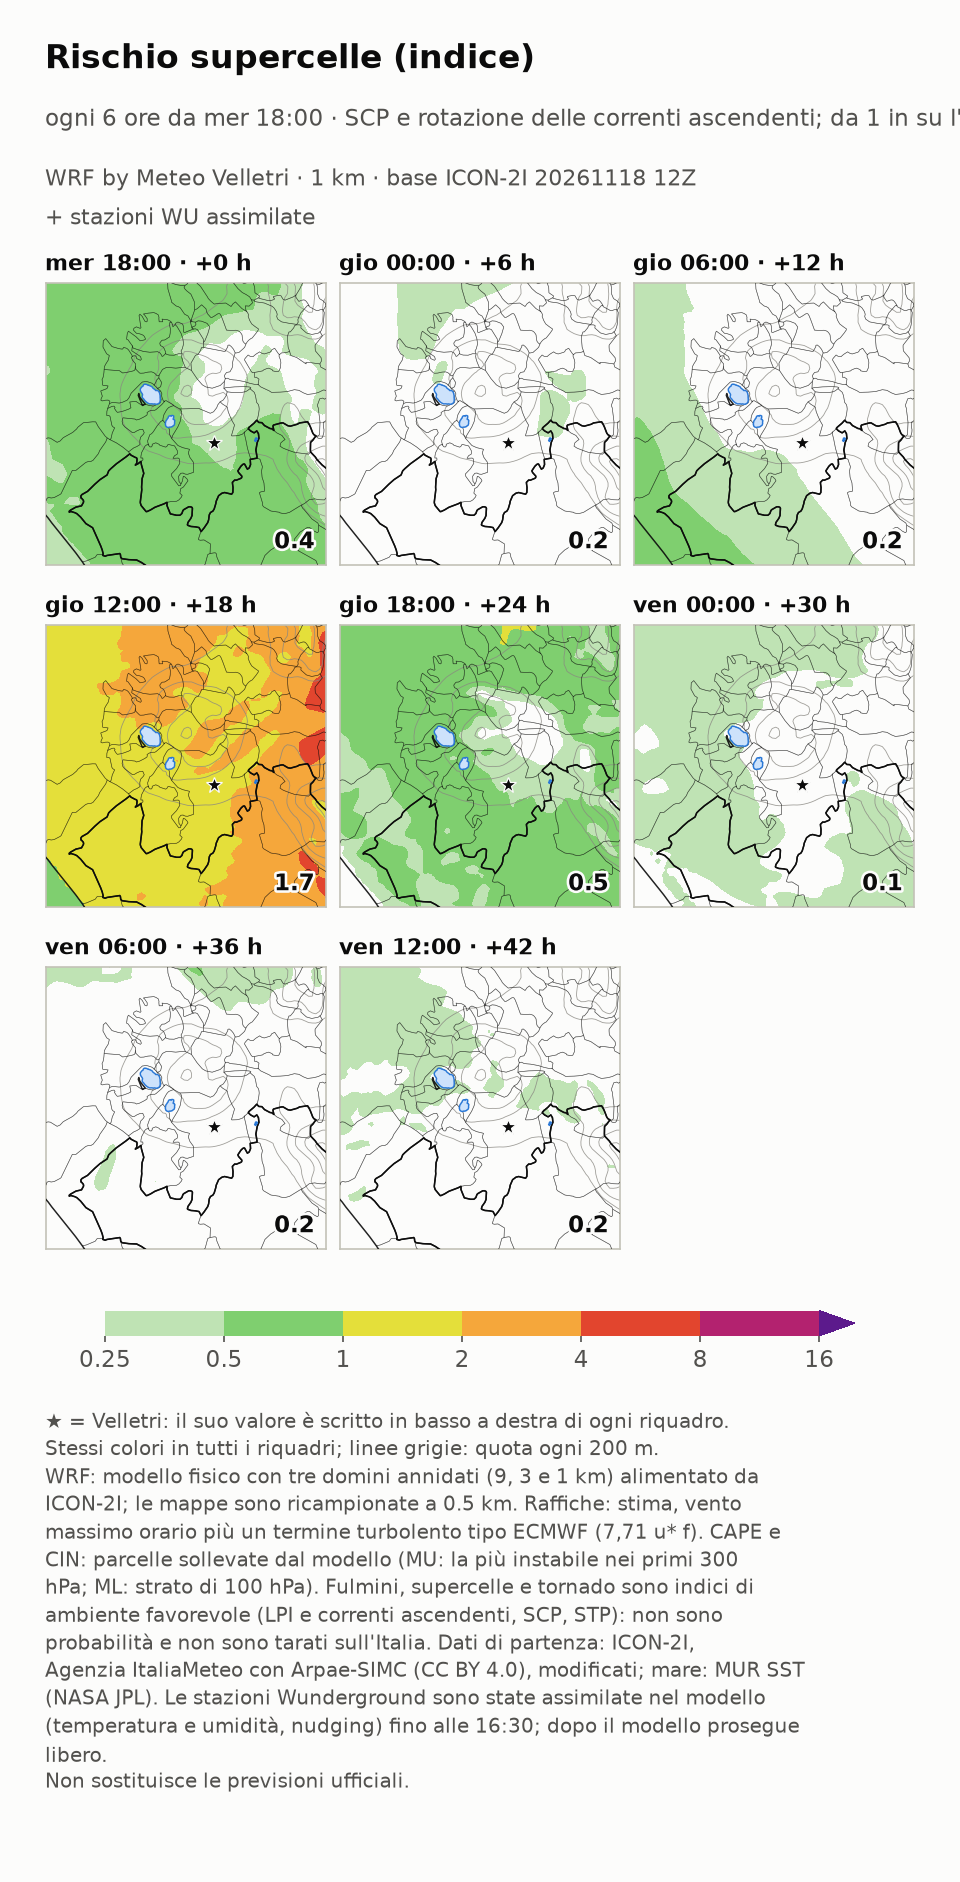 Rischio supercelle (indice)
ogni 6 ore da mer 18:00 · SCP e rotazione delle correnti ascendenti; da 1 in su l'
WRF by Meteo Velletri · 1 km · base ICON-2I 20261118 12Z
+ stazioni WU assimilate
mer 18:00 · +0 h
gio 00:00 · +6 h
gio 06:00 · +12 h
0.4
0.2
0.2
gio 12:00 · +18 h
gio 18:00 · +24 h
ven 00:00 · +30 h
1.7
0.5
0.1
ven 06:00 · +36 h
ven 12:00 · +42 h
0.2
0.2
0.25
0.5
1
2
4
8
16
★ = Velletri: il suo valore è scritto in basso a destra di ogni riquadro.
Stessi colori in tutti i riquadri; linee grigie: quota ogni 200 m.
WRF: modello fisico con tre domini annidati (9, 3 e 1 km) alimentato da
ICON-2I; le mappe sono ricampionate a 0.5 km. Raffiche: stima, vento
massimo orario più un termine turbolento tipo ECMWF (7,71 u* f). CAPE e
CIN: parcelle sollevate dal modello (MU: la più instabile nei primi 300
hPa; ML: strato di 100 hPa). Fulmini, supercelle e tornado sono indici di
ambiente favorevole (LPI e correnti ascendenti, SCP, STP): non sono
probabilità e non sono tarati sull'Italia. Dati di partenza: ICON-2I,
Agenzia ItaliaMeteo con Arpae-SIMC (CC BY 4.0), modificati; mare: MUR SST
(NASA JPL). Le stazioni Wunderground sono state assimilate nel modello
(temperatura e umidità, nudging) fino alle 16:30; dopo il modello prosegue
libero.
Non sostituisce le previsioni ufficiali.